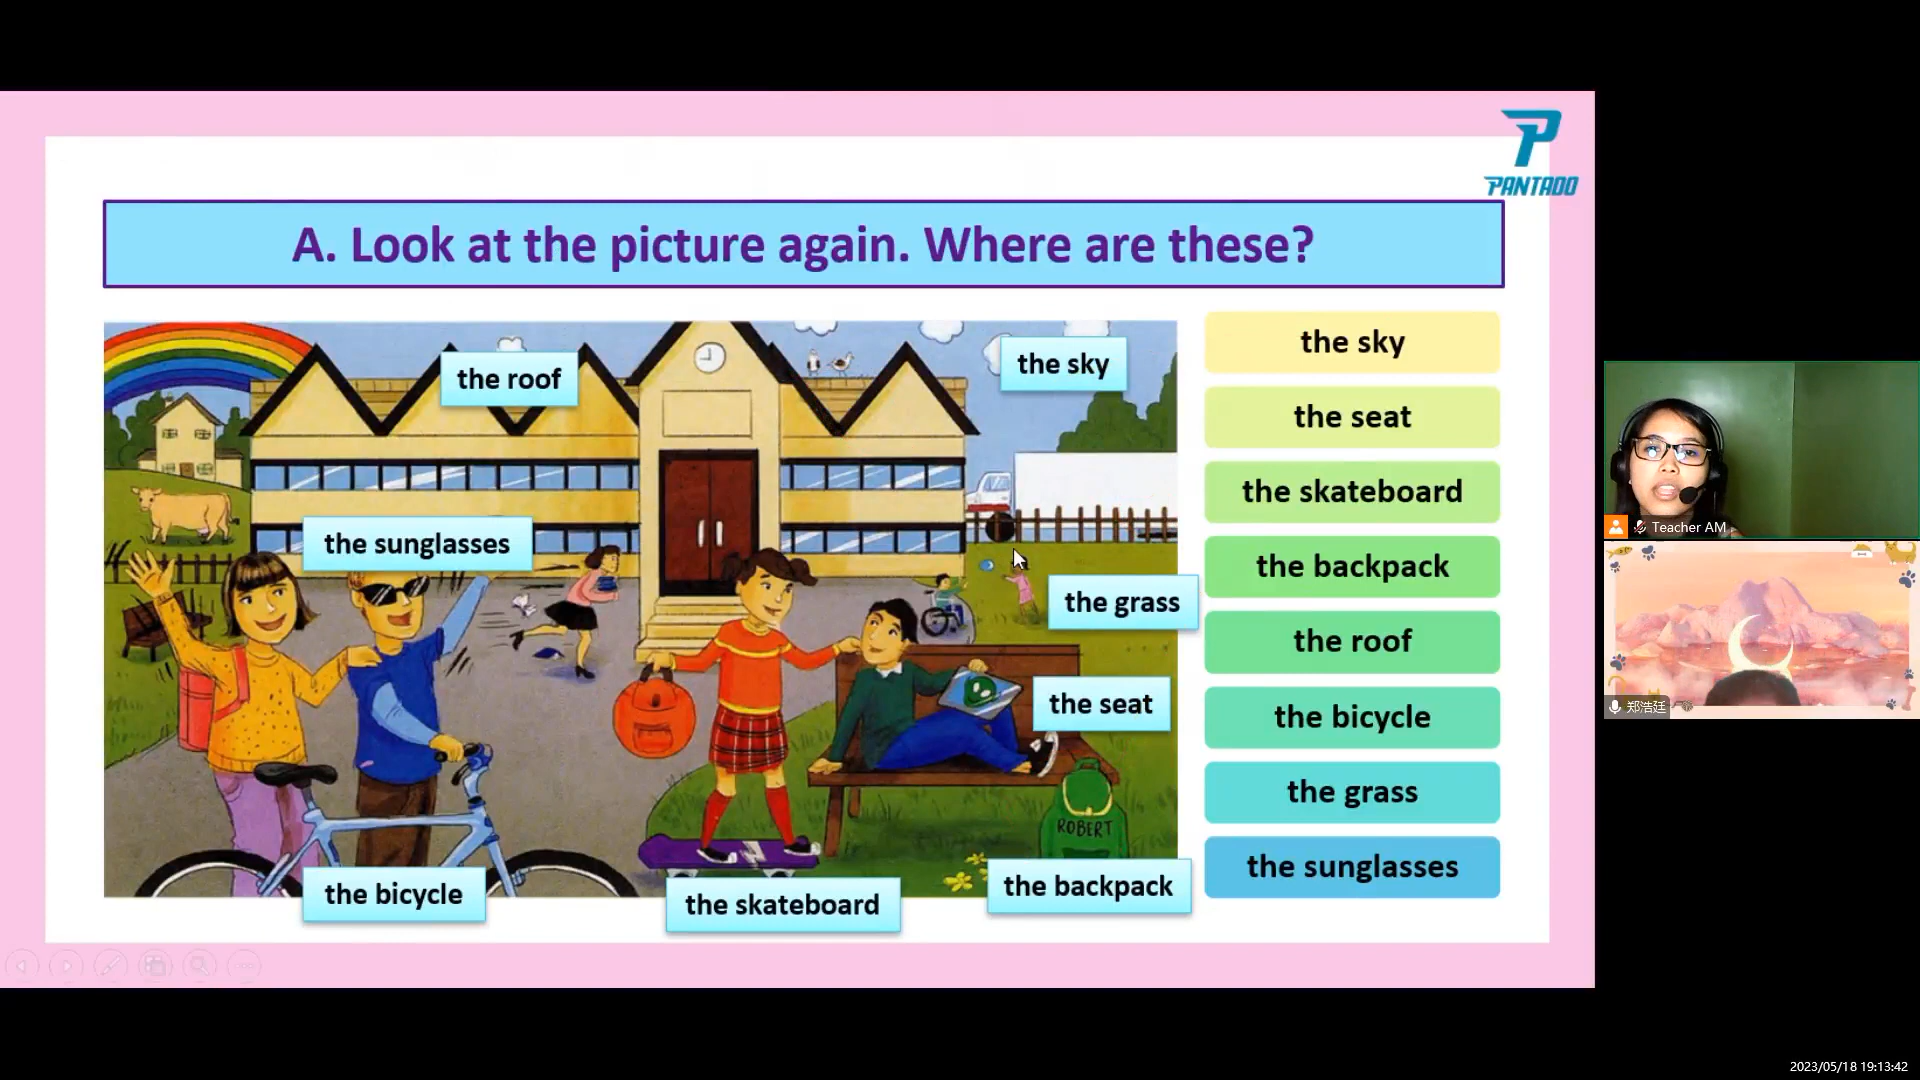 PANTADO
A. Look at the picture again. Where are these?
the roof
the sky
the sunglasses
the grass
the seat
ROBERT
the bicycle
the skateboard
the backpack
the sky
the seat
the skateboard
the backpack
the roof
the bicycle
the grass
the sunglasses
Teacher AM
郑浩廷
2023/05/18 19:13:42